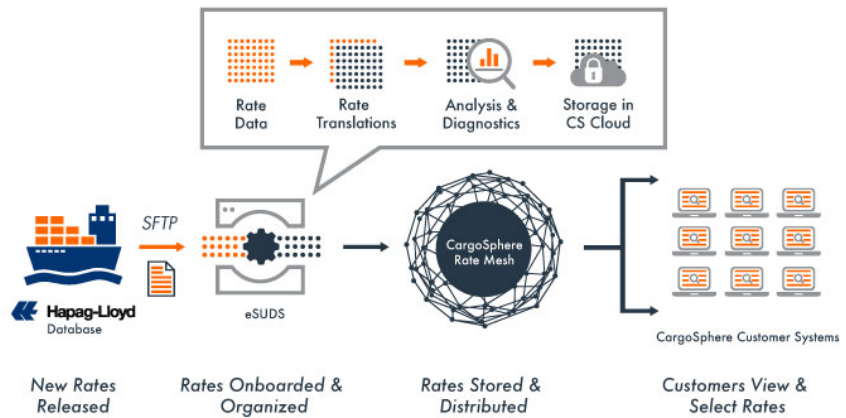 Rate
Data
Rate
Translations
Analysis &
Diagnostics
Storage in
CS Cloud
SFTP
Hapag-Lloyd
Database
eSUDS
CargoSphere
Rate Mesh
CargoSphere Customer Systems
New Rates
Released
Rates Onboarded &
Organized
Rates Stored &
Distributed
Customers View &
Select Rates